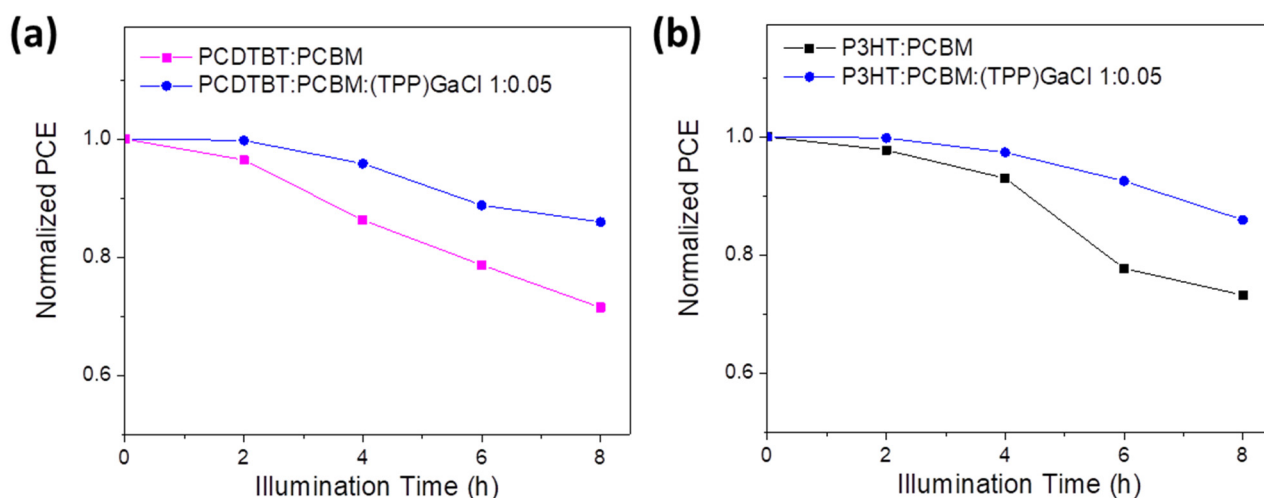 (a)
PCDTBT:PCBM
PCDTBT:PCBM:(TPP)GaCl 1:0.05
Normalized PCE
1.0
0.8
0.6
0
2
4
6
8
Illumination Time (h)
(b)
P3HT:PCBM
P3HT:PCBM:(TPP)GaCl 1:0.05
Normalized PCE
1.0
0.8
0.6
0
2
4
6
8
Illumination Time (h)